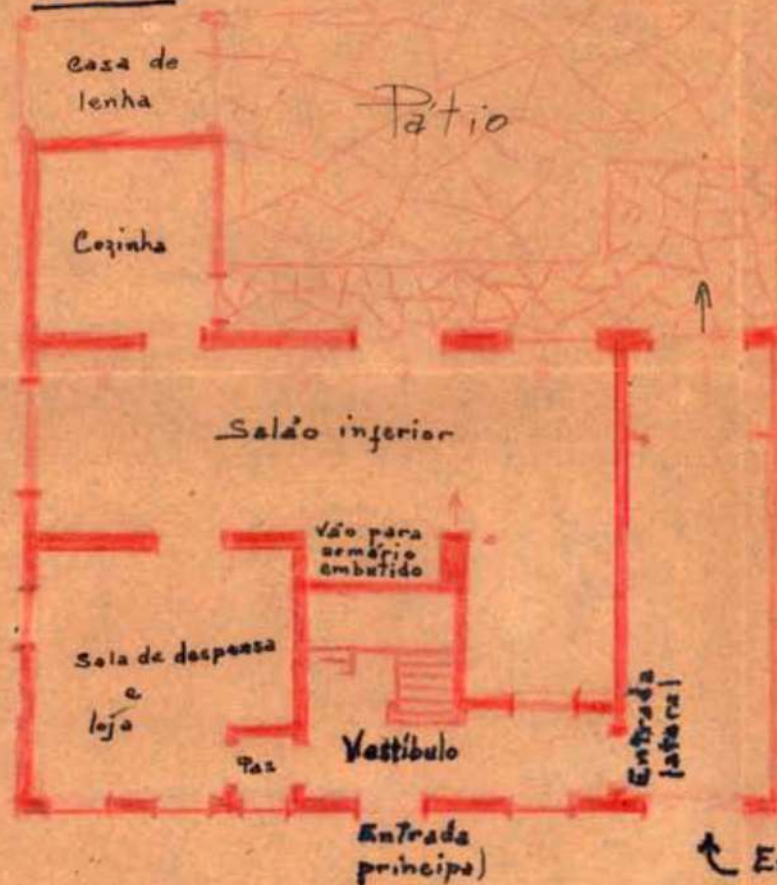 Casa de
lenha
Pátio
Cozinha
Salão inferior
Vão para
armário
embutido
Sala de despensa
e
loja
Vestíbulo
Entrada
lateral
Entrada
principal
E